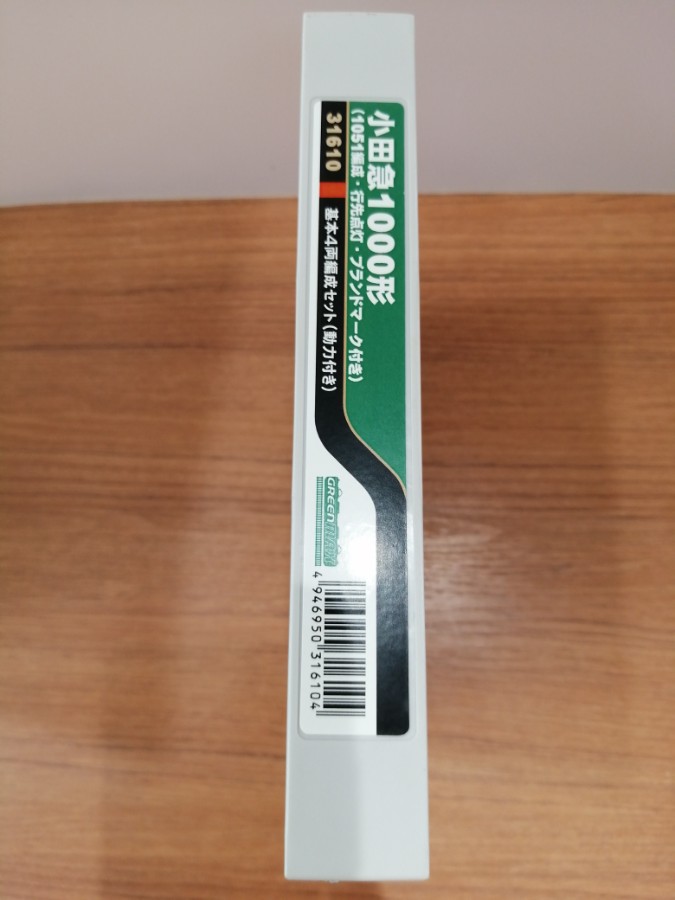 小田急1000形
(1051編成・行先点灯・ブランドマーク付き)
31610
基本4両編成セット(動力付き)
GREENMAX
4 946950 316104